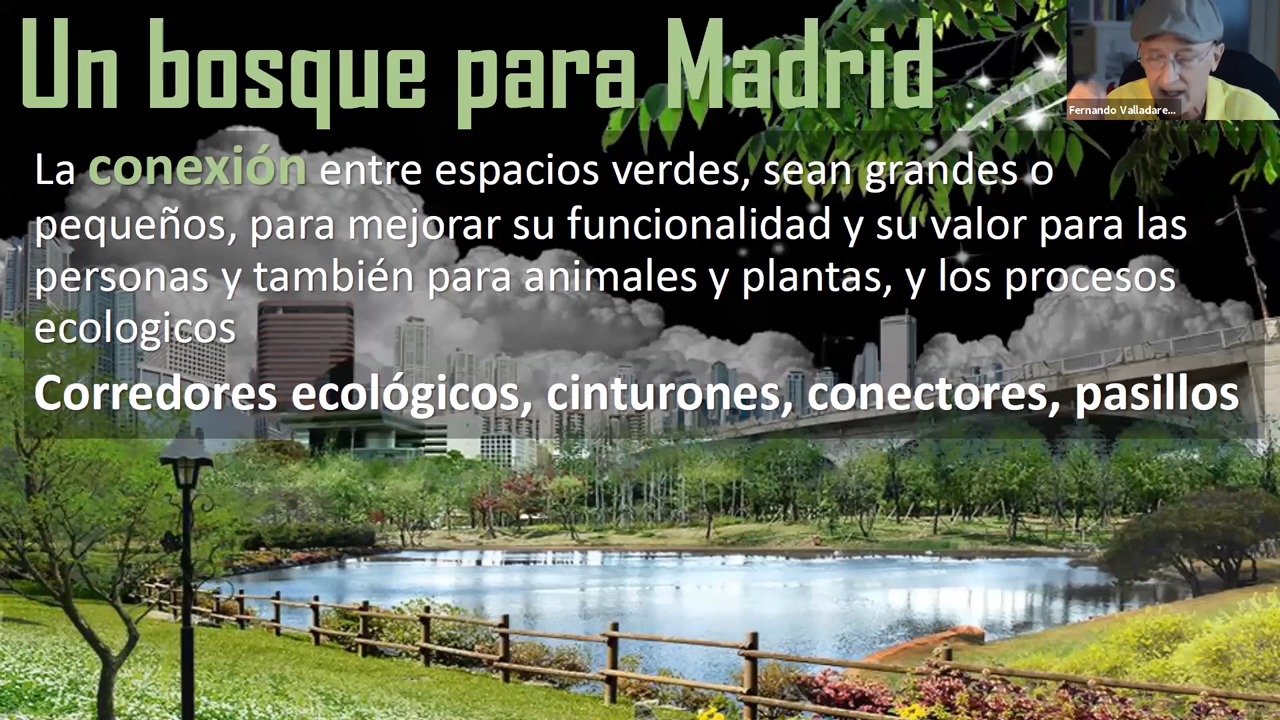 Un bosque para Madrid
Fernando Valladare...
La conexión entre espacios verdes, sean grandes o
pequeños, para mejorar su funcionalidad y su valor para las
personas y también para animales y plantas, y los procesos
ecologicos
Corredores ecológicos, cinturones, conectores, pasillos